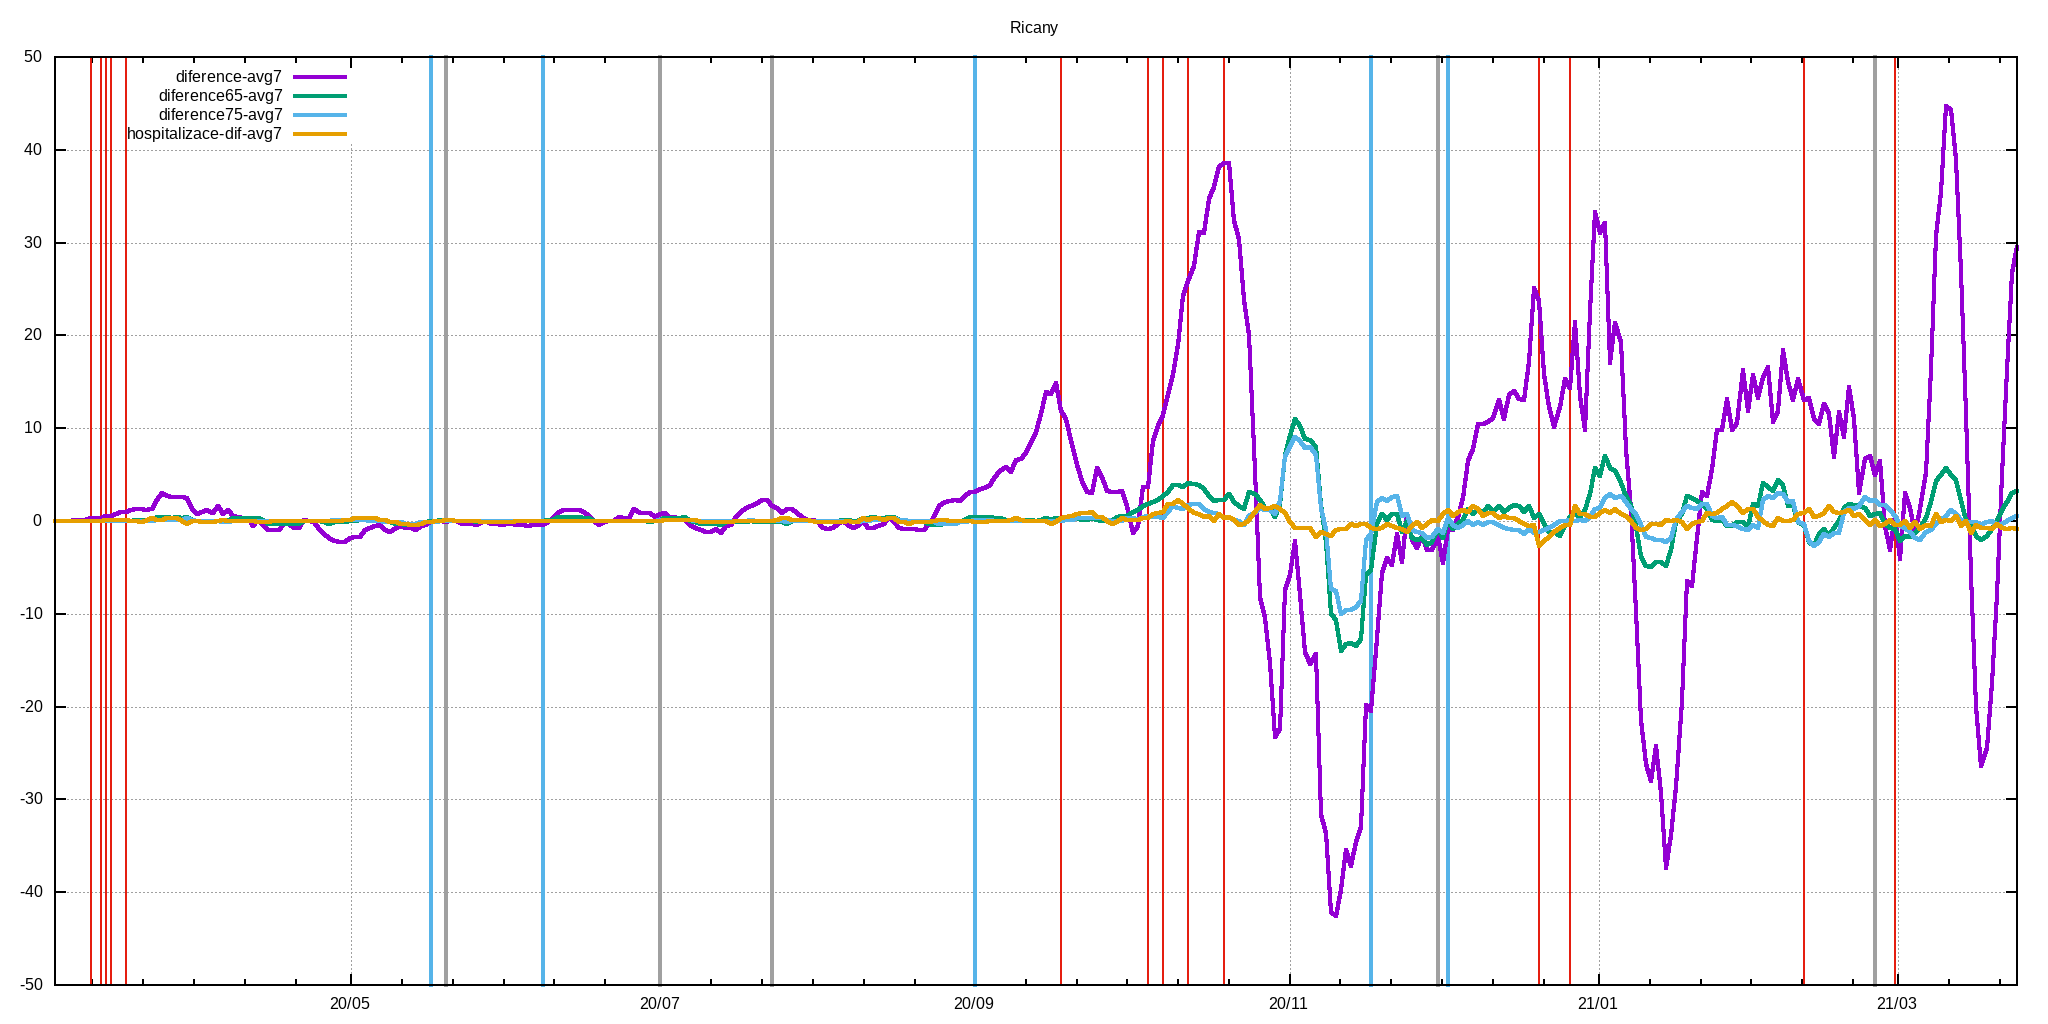 Ricany
50
40
30
20
10
0
-10
-20
-30
-40
-50
diference-avg7
diference65-avg7
diference75-avg7
hospitalizace-dif-avg7
20/05 20/07 20/09 20/11 21/01 21/03